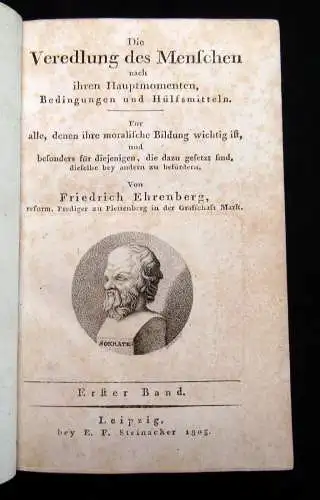 Die
Veredlung des Menſchen
nach
ihren Hauptmomenten,
Bedingungen und Hülfsmitteln.
Für
alle, denen ihre moraliſche Bildung wichtig iſt,
und
beſonders für diejenigen, die dazu geſetzt ſind,
dieſelbe bey andern zu befördern.
Von
Friedrich Ehrenberg,
reform. Prediger zu Plettenberg in der Grafſchaft Mark.
SOKRATES
Erſter Band.
Leipzig,
bey E. F. Steinacker 1803.